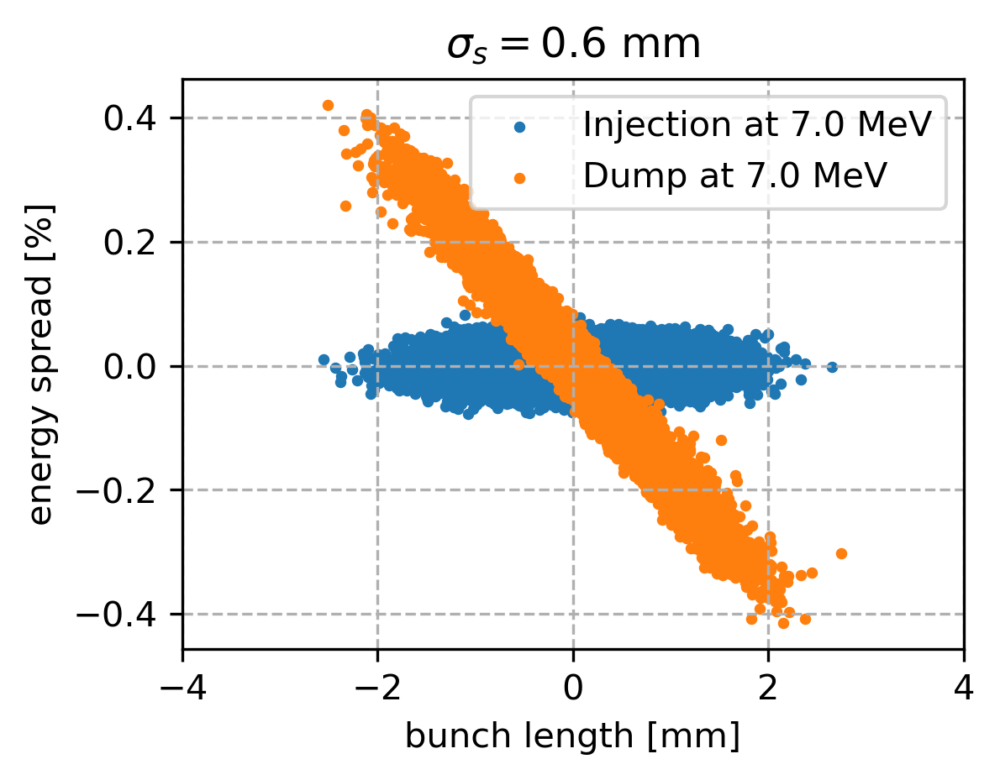 σₛ = 0.6 mm
Injection at 7.0 MeV
Dump at 7.0 MeV
energy spread [%]
0.4
0.2
0.0
−0.2
−0.4
−4 −2 0 2 4
bunch length [mm]